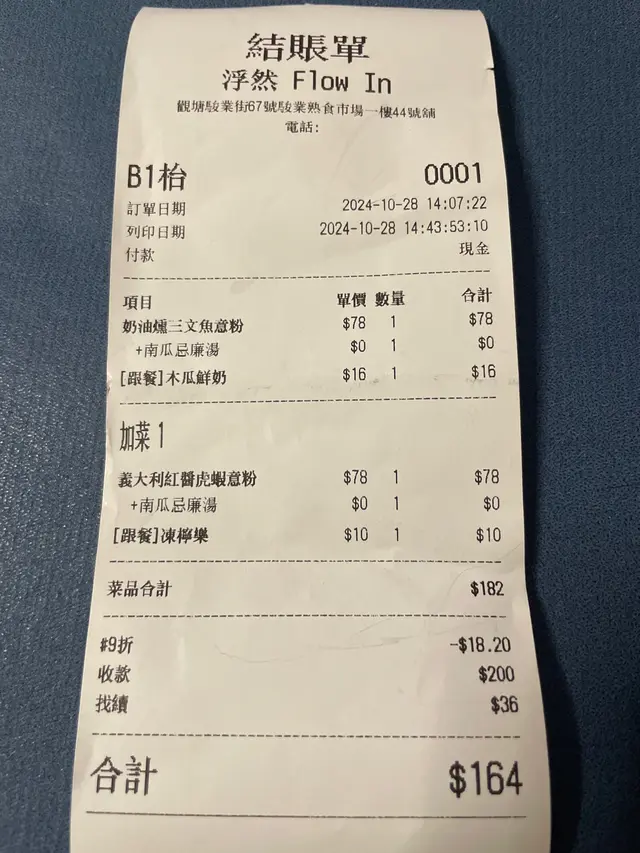 結賬單
浮然 Flow In
觀塘駿業街67號駿業熟食市場一樓44號舖
電話:
B1枱 0001
訂單日期 2024-10-28 14:07:22
列印日期 2024-10-28 14:43:53:10
付款 現金
項目 單價 數量 合計
奶油燻三文魚意粉 $78 1 $78
+南瓜忌廉湯 $0 1 $0
[跟餐]木瓜鮮奶 $16 1 $16
加菜 1
義大利紅醬虎蝦意粉 $78 1 $78
+南瓜忌廉湯 $0 1 $0
[跟餐]凍檸樂 $10 1 $10
菜品合計 $182
#9折 -$18.20
收款 $200
找續 $36
合計 $164